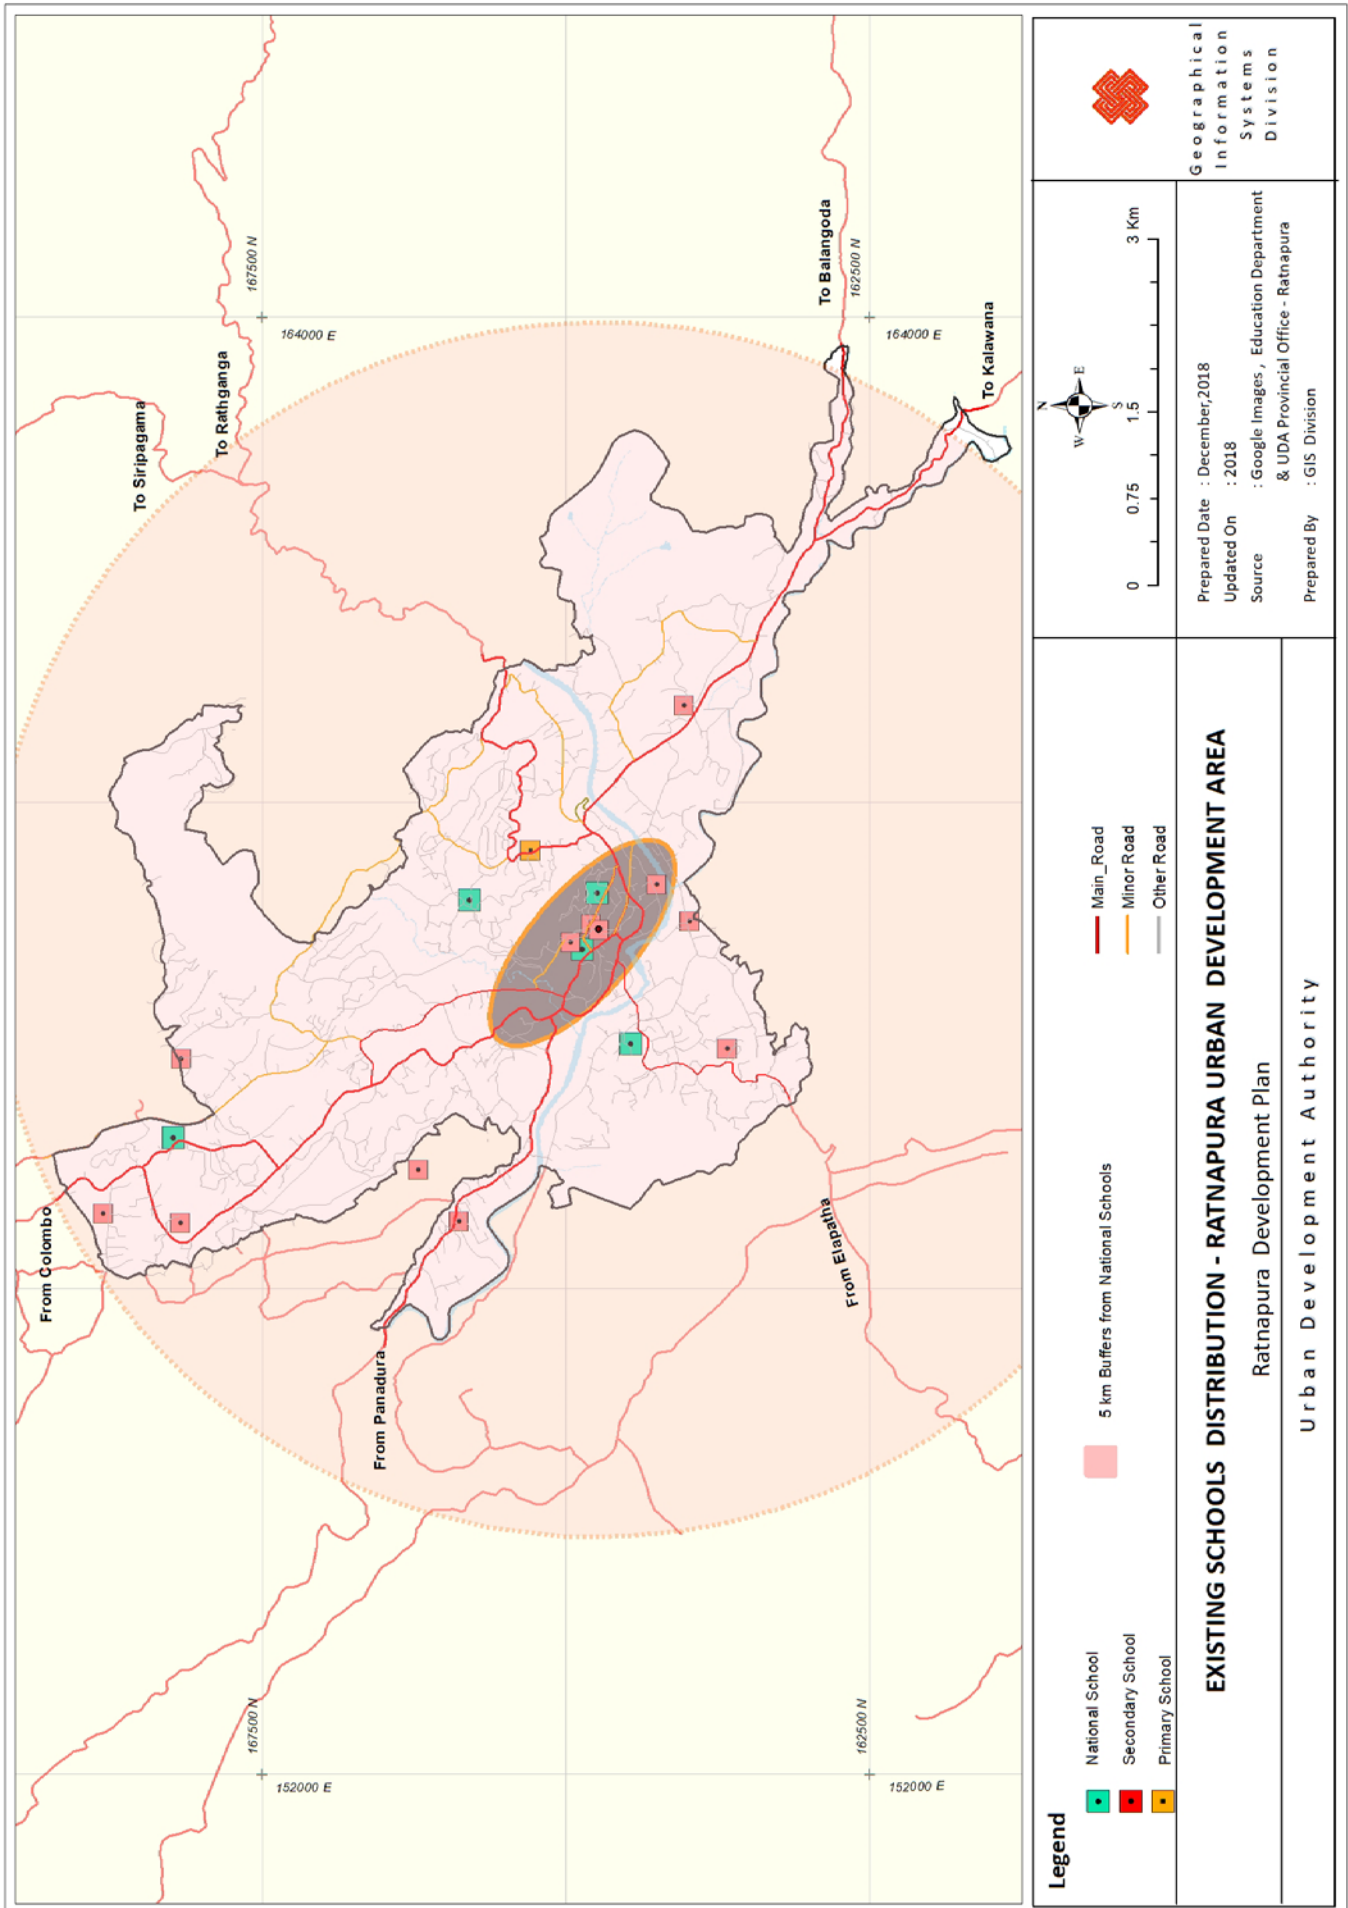 From Colombo
To Siripagama
To Rathganga
167500 N
167500 N
152000 E
164000 E
From Panadura
To Balangoda
From Elapatha
162500 N
162500 N
152000 E
164000 E
To Kalawana
Legend
National School
Secondary School
Primary School
5 km Buffers from National Schools
Main_Road
Minor Road
Other Road
EXISTING SCHOOLS DISTRIBUTION - RATNAPURA URBAN DEVELOPMENT AREA
Ratnapura Development Plan
Urban Development Authority
N
W E
S
0 0.75 1.5 3 Km
Prepared Date : December,2018
Updated On : 2018
Source : Google Images , Education Department
& UDA Provincial Office - Ratnapura
Prepared By : GIS Division
Geographical
Information
Systems
Division